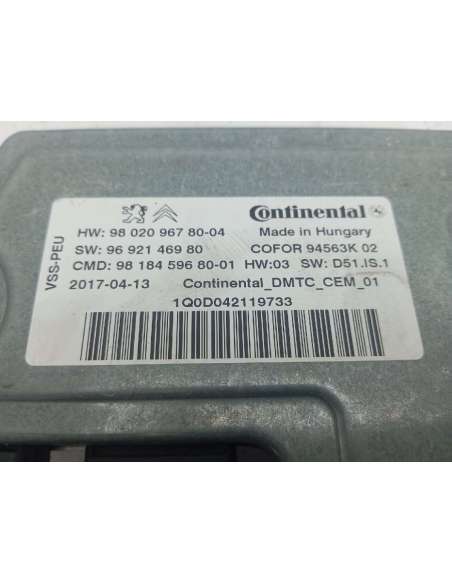 VSS-PEU
Continental
HW: 98 020 967 80-04 Made in Hungary
SW: 96 921 469 80 COFOR 94563K 02
CMD: 98 184 596 80-01 HW:03 SW: D51.IS.1
2017-04-13 Continental_DMTC_CEM_01
1Q0D042119733